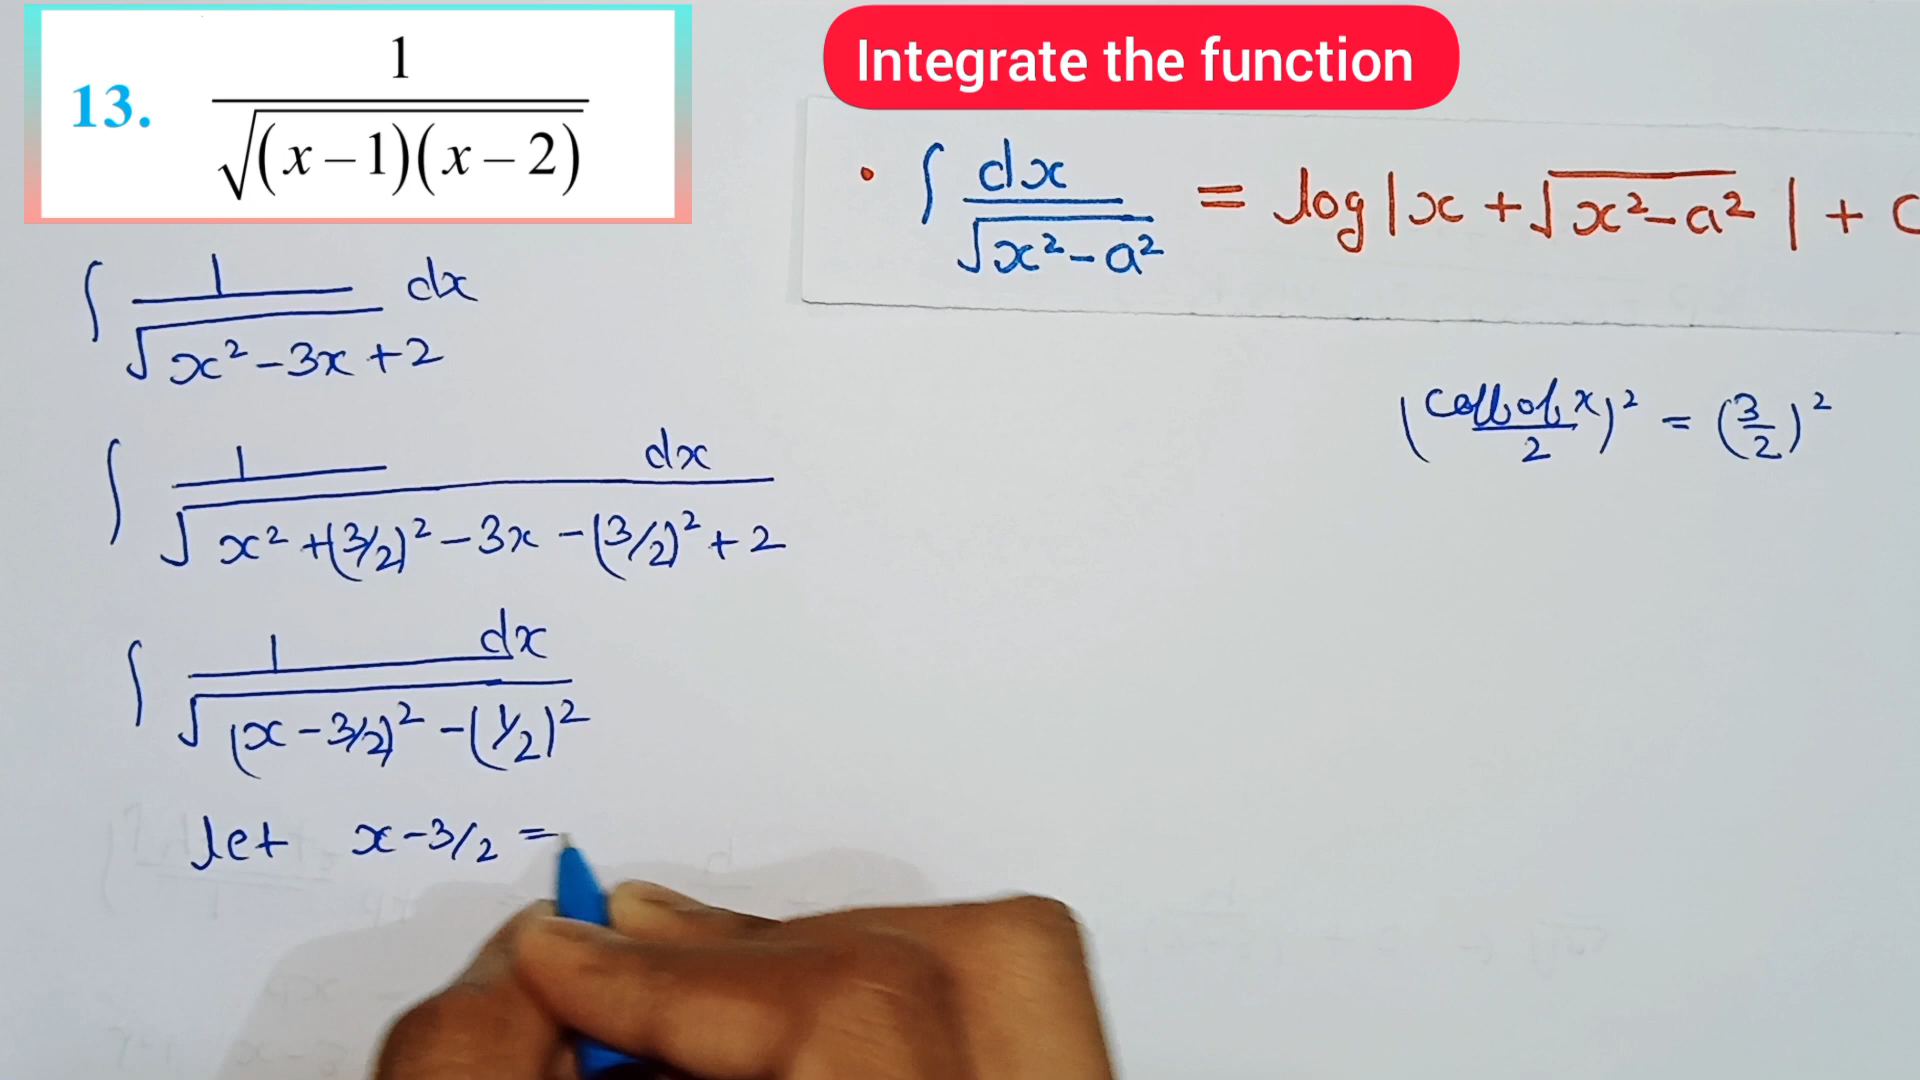 13. 1/√((x–1)(x–2))
Integrate the function
• ∫ dx/√(x²-a²) = log|x+√(x²-a²)| + C
∫ 1/√(x²-3x+2) dx
(coff of x/2)² = (3/2)²
∫ 1 dx/√(x²+(3/2)²-3x-(3/2)²+2)
∫ 1 dx/√((x-3/2)²-(1/2)²)
let x-3/2 =